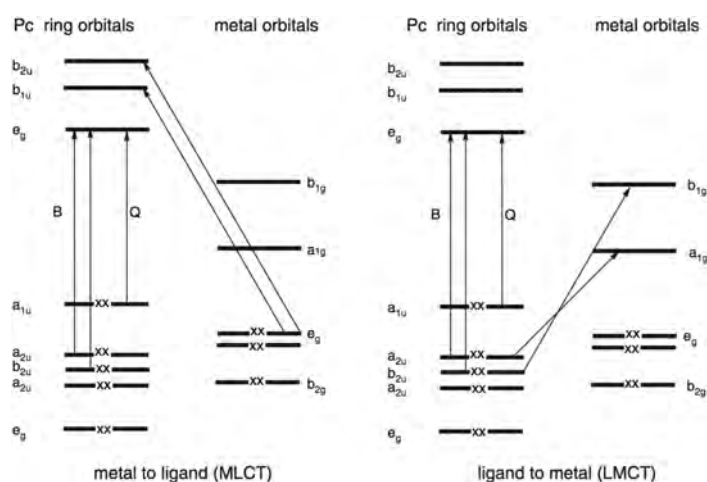 Pc ring orbitals
metal orbitals
b2u
b1u
eg
b1g
B
Q
a1g
a1u
xx
xx
eg
xx
a2u
xx
b2u
xx
a2u
xx
xx
b2g
eg
xx
metal to ligand (MLCT)
Pc ring orbitals
metal orbitals
b2u
b1u
eg
b1g
B
Q
a1g
a1u
xx
xx
eg
xx
a2u
xx
b2u
xx
a2u
xx
xx
b2g
eg
xx
ligand to metal (LMCT)